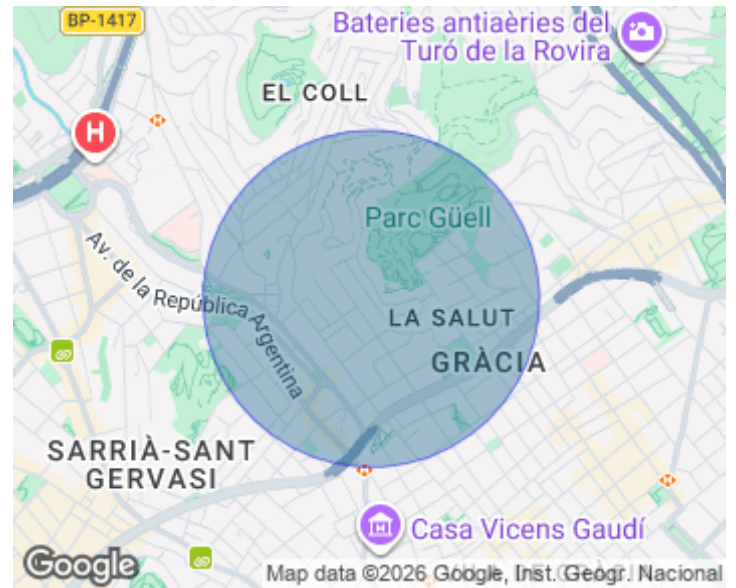 BP-1417
Bateries antiaèries del
Turó de la Rovira
EL COLL
H
Parc Güell
Av. de la República Argentina
LA SALUT
GRÀCIA
SARRIÀ-SANT
GERVASI
Casa Vicens Gaudí
Google
Map data ©2026 Google, Inst. Geogr. Nacional